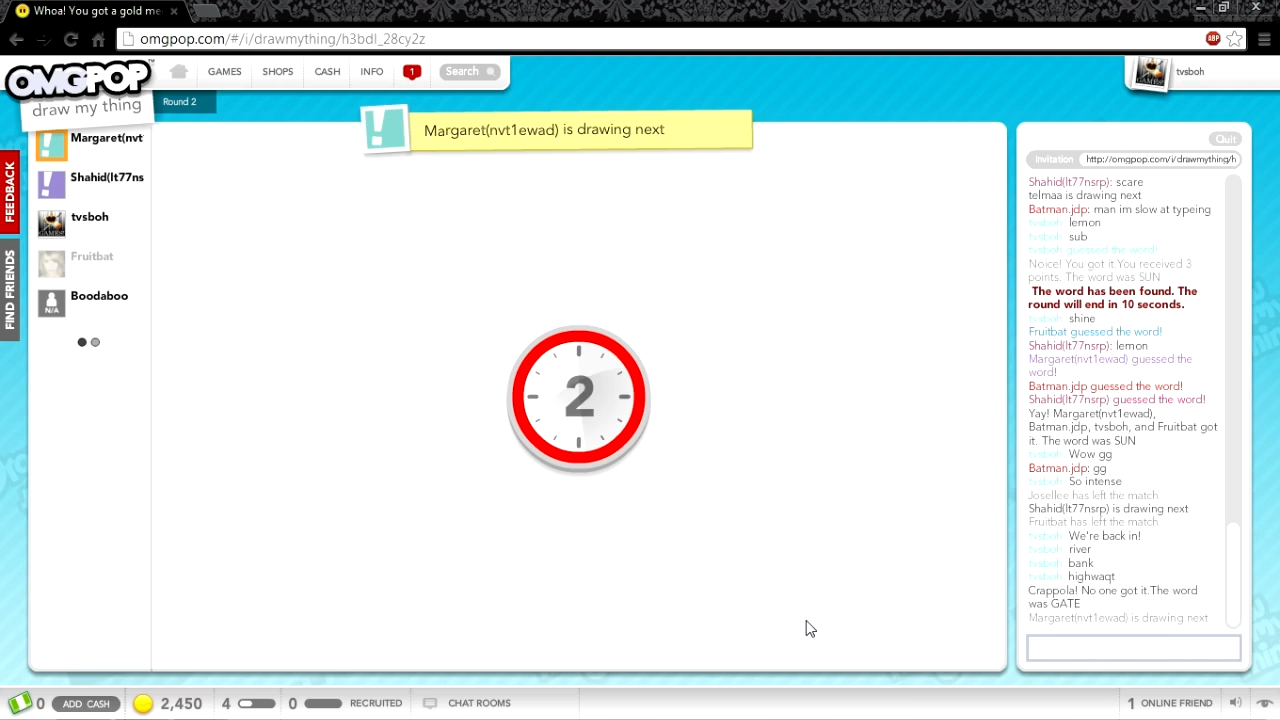 Whoa! You got a gold me
omgpop.com/#/i/drawmything/h3bdl_28cy2z
ABP
OMGPOP
draw my thing
GAMES
SHOPS
CASH
INFO
1
Search
tvsboh
Round 2
Margaret(nvt1ewad) is drawing next
FEEDBACK
FIND FRIENDS
Margaret(nvt
Shahid(lt77ns
tvsboh
Fruitbat
N/A
Boodaboo
2
Quit
Invitation http://omgpop.com/i/drawmything/h
Shahid(lt77nsrp): scare
telmaa is drawing next
Batman.jdp: man im slow at typeing
tvsboh: lemon
tvsboh: sub
tvsboh guessed the word!
Noice! You got it.You received 3
points. The word was SUN
The word has been found. The
round will end in 10 seconds.
tvsboh: shine
Fruitbat guessed the word!
Shahid(lt77nsrp): lemon
Margaret(nvt1ewad) guessed the
word!
Batman.jdp guessed the word!
Shahid(lt77nsrp) guessed the word!
Yay! Margaret(nvt1ewad),
Batman.jdp, tvsboh, and Fruitbat got
it. The word was SUN
tvsboh: Wow gg
Batman.jdp: gg
tvsboh: So intense
Josellee has left the match
Shahid(lt77nsrp) is drawing next
Fruitbat has left the match
tvsboh: We're back in!
tvsboh: river
tvsboh: bank
tvsboh: highwaqt
Crappola! No one got it.The word
was GATE
Margaret(nvt1ewad) is drawing next
0
ADD CASH
2,450
4
0
RECRUITED
CHAT ROOMS
1 ONLINE FRIEND